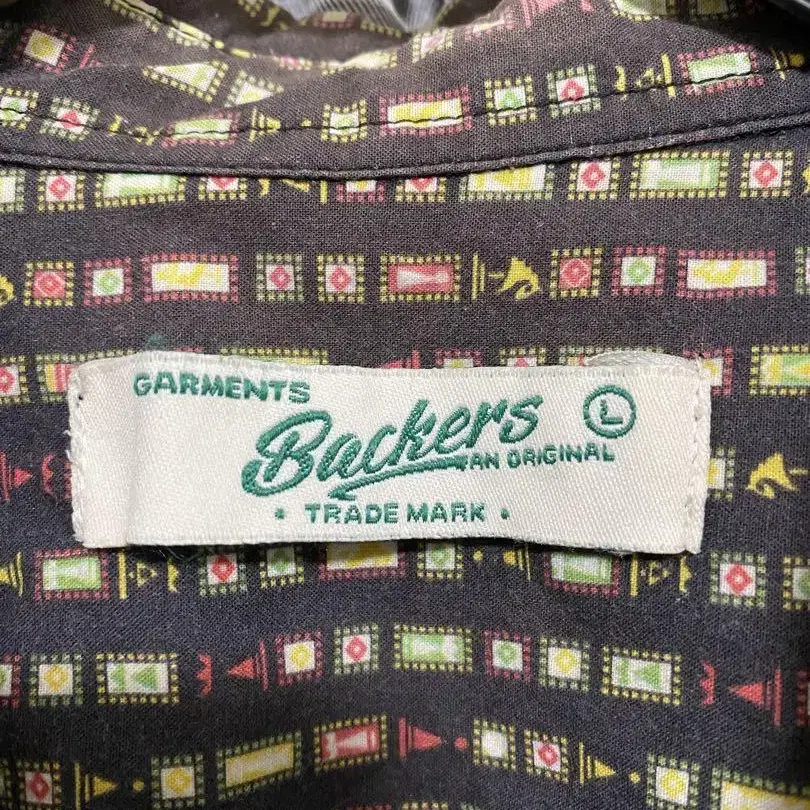 GARMENTS
Backers L
AN ORIGINAL
• TRADE MARK •